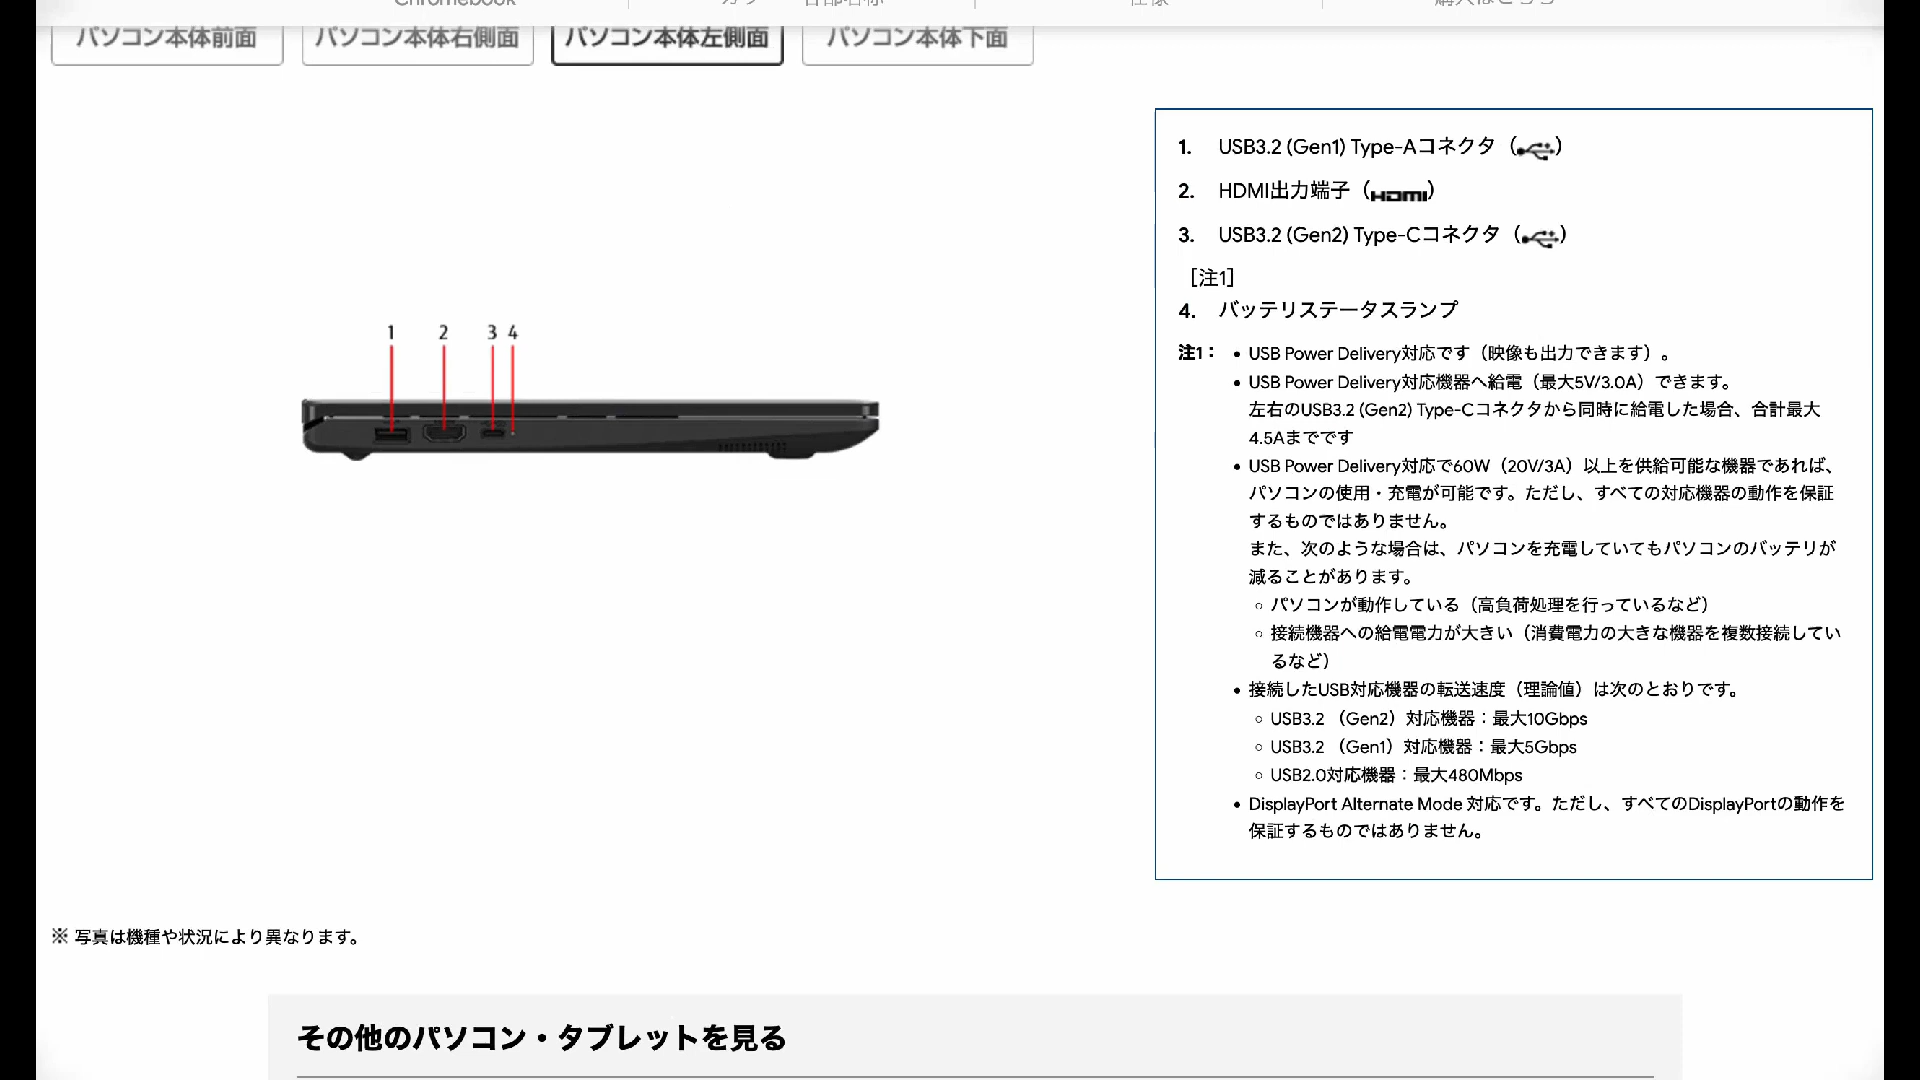 Chromebook
パソコン本体前面 パソコン本体右側面 パソコン本体左側面 パソコン本体下面
1. USB3.2 (Gen1) Type-Aコネクタ（）
2. HDMI出力端子（HDMI）
3. USB3.2 (Gen2) Type-Cコネクタ（）
［注1］
4. バッテリステータスランプ
1 2 3 4
注1： • USB Power Delivery対応です（映像も出力できます）。
• USB Power Delivery対応機器へ給電（最大5V/3.0A）できます。
左右のUSB3.2 (Gen2) Type-Cコネクタから同時に給電した場合、合計最大
4.5Aまでです
• USB Power Delivery対応で60W（20V/3A）以上を供給可能な機器であれば、
パソコンの使用・充電が可能です。ただし、すべての対応機器の動作を保証
するものではありません。
また、次のような場合は、パソコンを充電していてもパソコンのバッテリが
減ることがあります。
◦ パソコンが動作している（高負荷処理を行っているなど）
◦ 接続機器への給電電力が大きい（消費電力の大きな機器を複数接続してい
るなど）
• 接続したUSB対応機器の転送速度（理論値）は次のとおりです。
◦ USB3.2 （Gen2）対応機器：最大10Gbps
◦ USB3.2 （Gen1）対応機器：最大5Gbps
◦ USB2.0対応機器：最大480Mbps
• DisplayPort Alternate Mode 対応です。ただし、すべてのDisplayPortの動作を
保証するものではありません。
※ 写真は機種や状況により異なります。
その他のパソコン・タブレットを見る